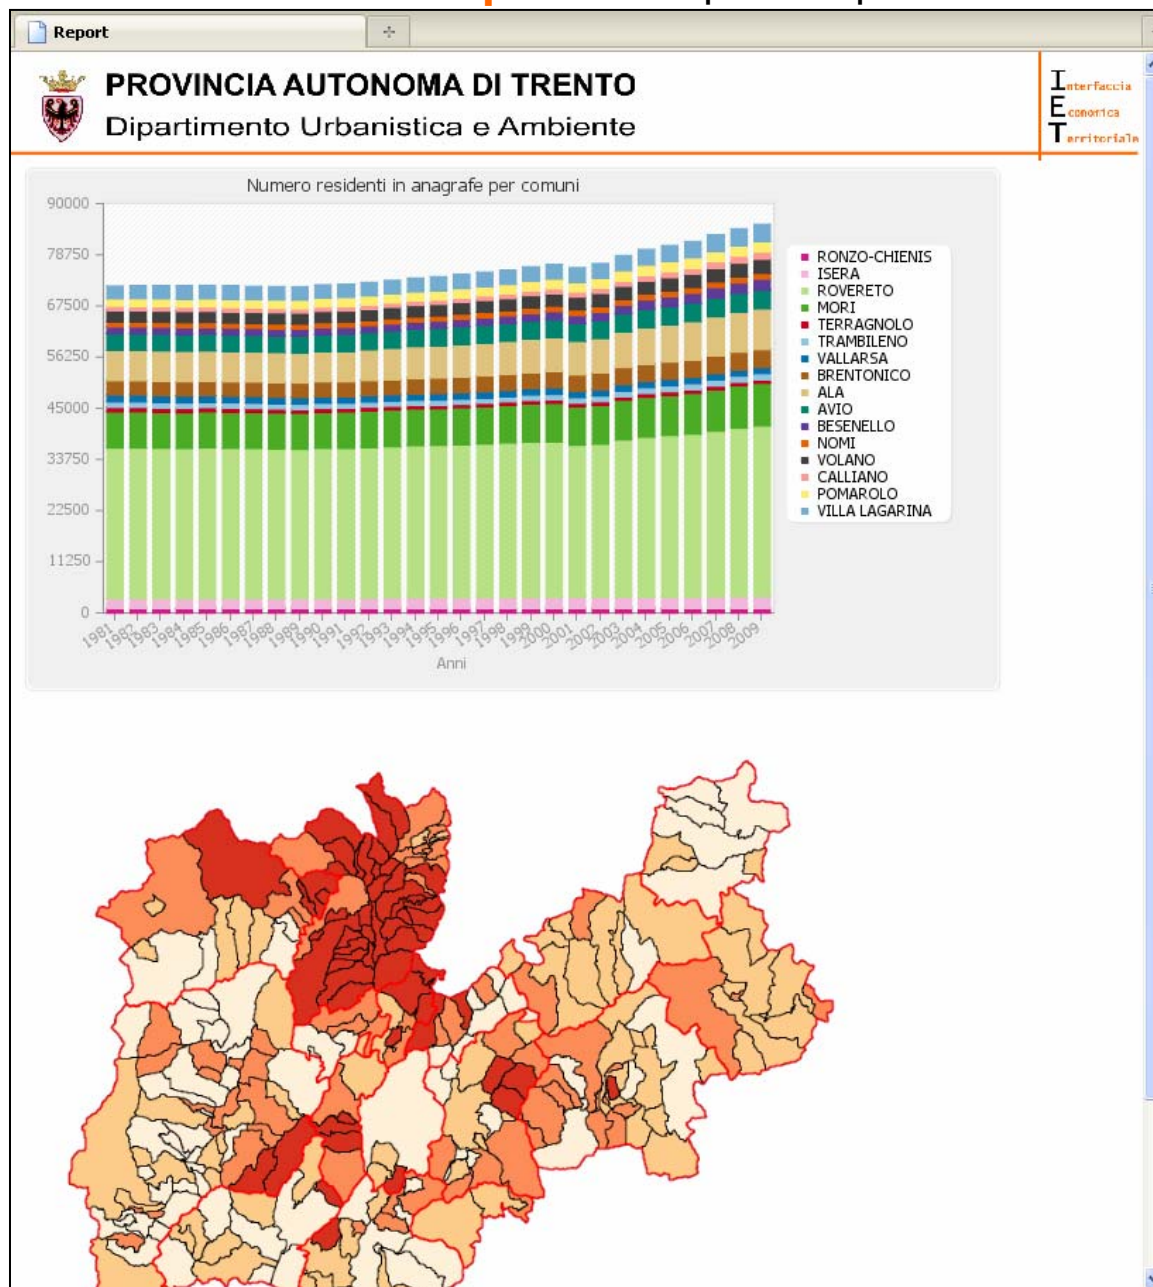 Report
PROVINCIA AUTONOMA DI TRENTO
Dipartimento Urbanistica e Ambiente
Interfaccia
Economica
Territoriale
Numero residenti in anagrafe per comuni
90000
78750
67500
56250
45000
33750
22500
11250
0
1981
1982
1983
1984
1985
1986
1987
1988
1989
1990
1991
1992
1993
1994
1995
1996
1997
1998
1999
2000
2001
2002
2003
2004
2005
2006
2007
2008
2009
Anni
RONZO-CHIENIS
ISERA
ROVERETO
MORI
TERRAGNOLO
TRAMBILENO
VALLARSA
BRENTONICO
ALA
AVIO
BESENELLO
NOMI
VOLANO
CALLIANO
POMAROLO
VILLA LAGARINA